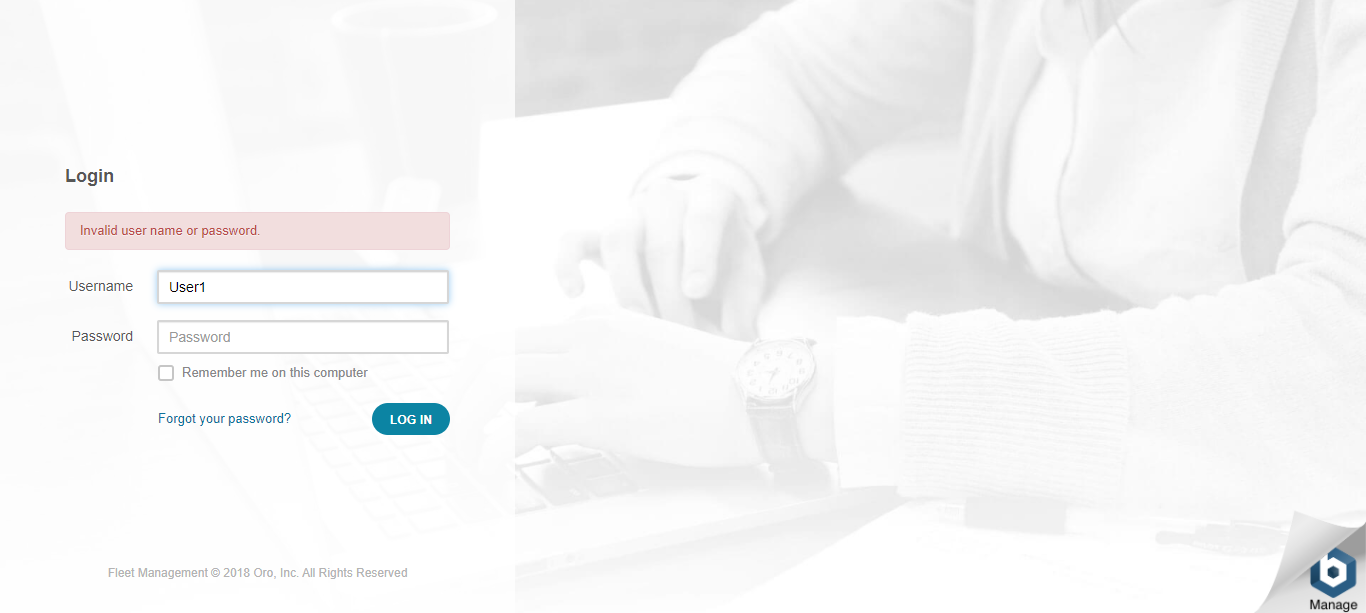 Login
Invalid user name or password.
Username User1
Password Password
Remember me on this computer
Forgot your password? LOG IN
Fleet Management © 2018 Oro, Inc. All Rights Reserved
b
Manage